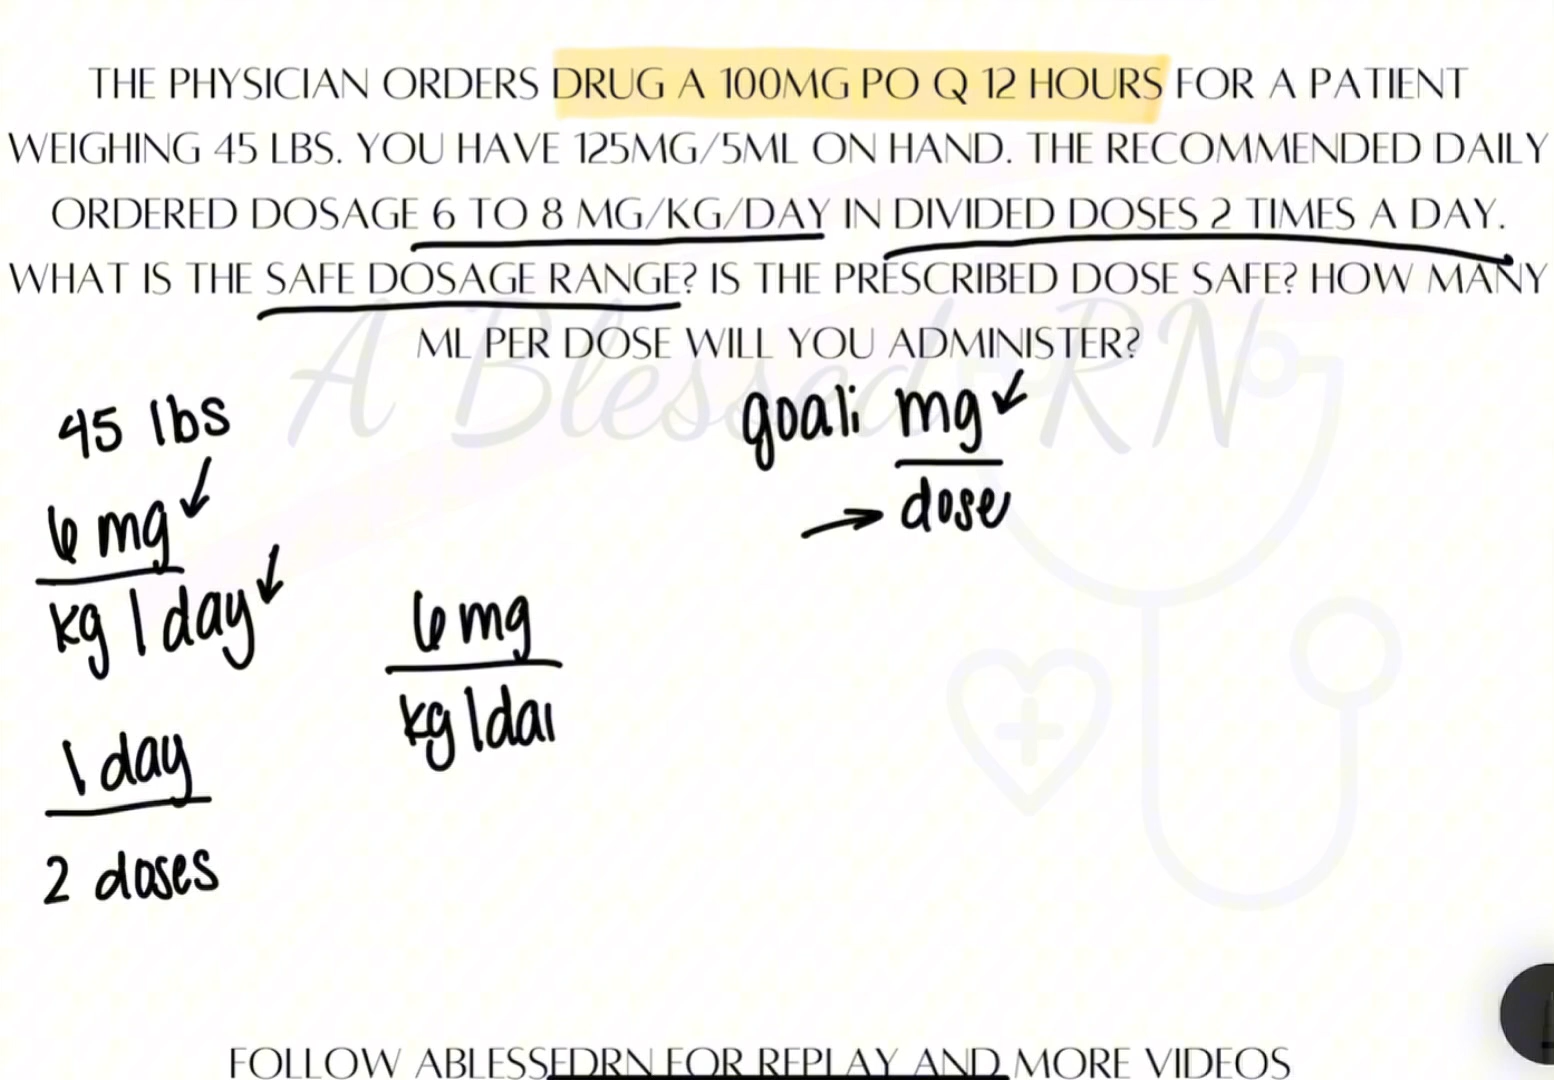 THE PHYSICIAN ORDERS DRUG A 100MG PO Q 12 HOURS FOR A PATIENT
WEIGHING 45 LBS. YOU HAVE 125MG/5ML ON HAND. THE RECOMMENDED DAILY
ORDERED DOSAGE 6 TO 8 MG/KG/DAY IN DIVIDED DOSES 2 TIMES A DAY.
WHAT IS THE SAFE DOSAGE RANGE? IS THE PRESCRIBED DOSE SAFE? HOW MANY
ML PER DOSE WILL YOU ADMINISTER?
A Blessed RN
45 lbs
6 mg
kg / day
1 day
2 doses
6 mg
kg / da
goal: mg
dose
FOLLOW ABLESSEDRN FOR REPLAY AND MORE VIDEOS